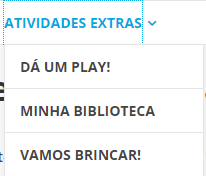 ATIVIDADES EXTRAS
DÁ UM PLAY!
MINHA BIBLIOTECA
VAMOS BRINCAR!